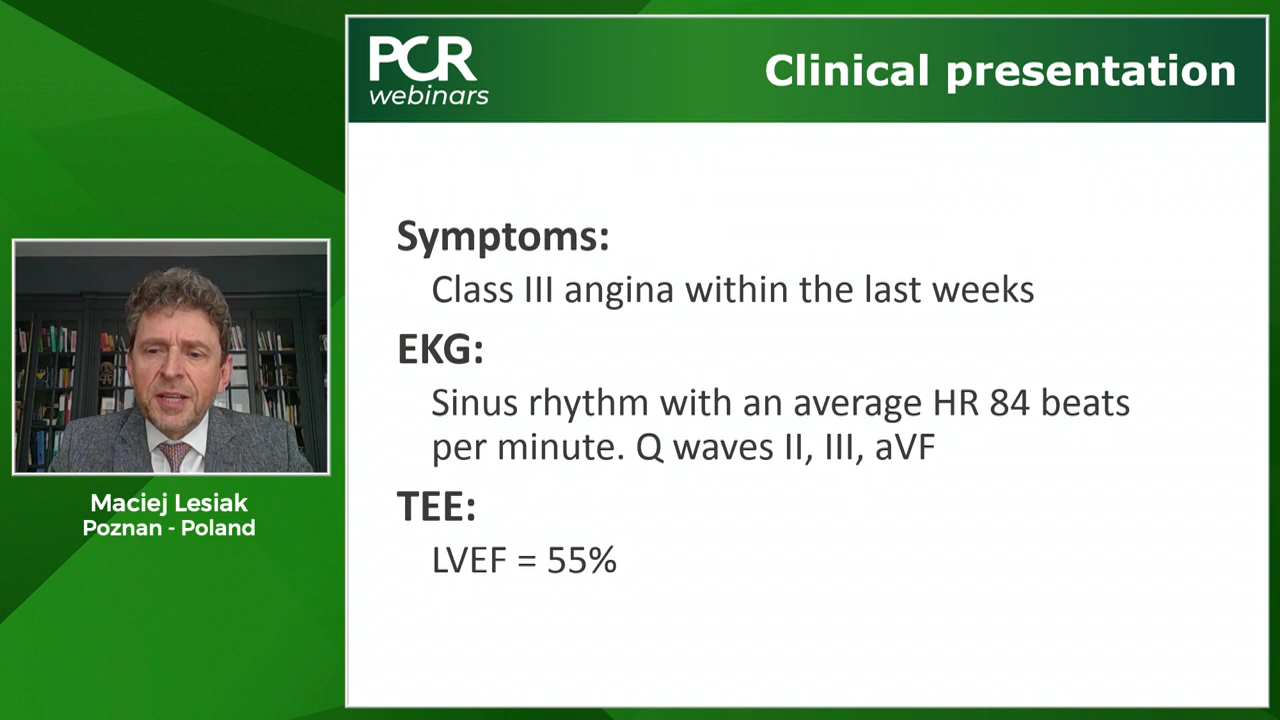 PCR
webinars
Clinical presentation
Symptoms:
Class III angina within the last weeks
EKG:
Sinus rhythm with an average HR 84 beats
per minute. Q waves II, III, aVF
TEE:
LVEF = 55%
Maciej Lesiak
Poznan - Poland